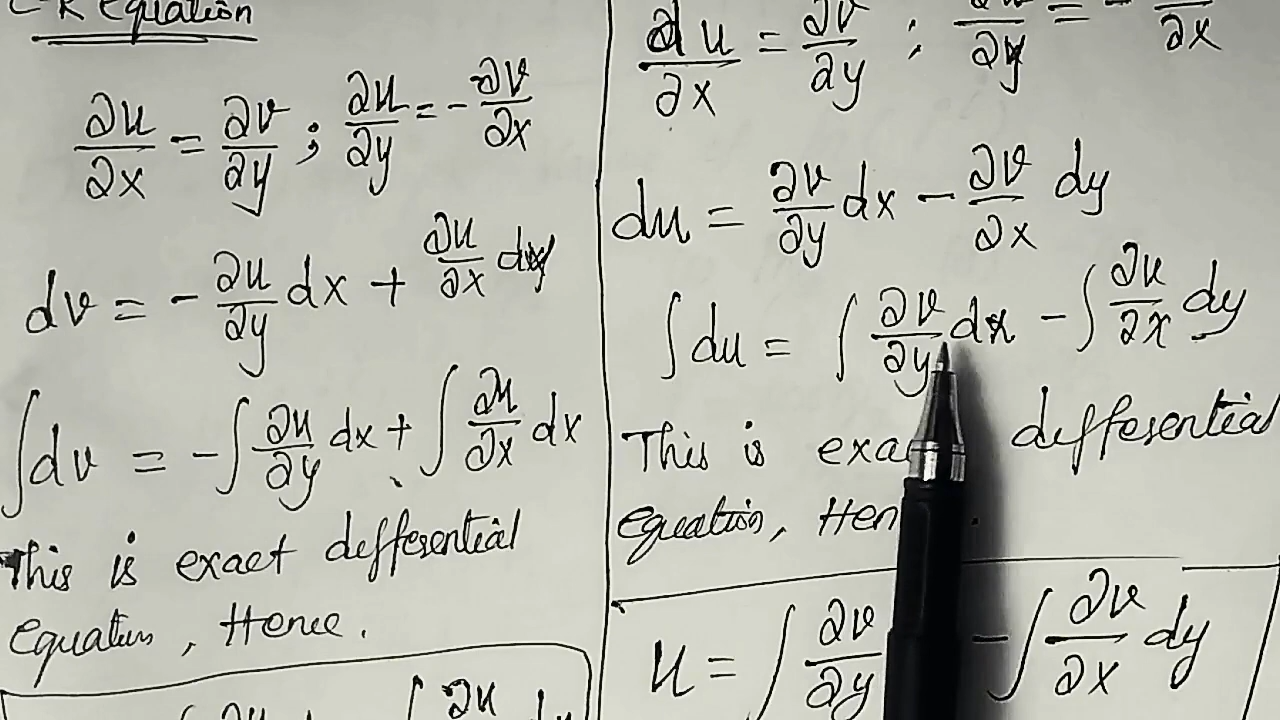 C-R equation
∂u/∂x = ∂v/∂y ; ∂u/∂y = -∂v/∂x
dv = -∂u/∂y dx + ∂u/∂x dy
∫dv = -∫∂u/∂y dx + ∫∂u/∂x dx
This is exact defferential
equation, Hence.
∂u/∂x = ∂v/∂y ; ∂u/∂y = -∂v/∂x
du = ∂v/∂y dx - ∂v/∂x dy
∫du = ∫∂v/∂y dx - ∫∂u/∂x dy
This is exa defferential
equation, Hen
u = ∫∂v/∂y -∫∂v/∂x dy